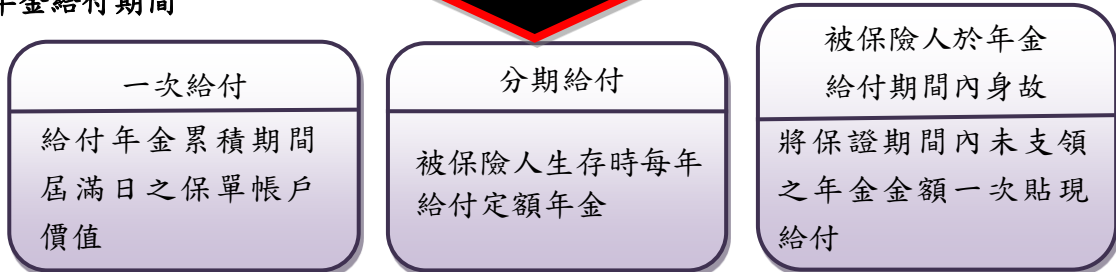 年金給付期間
一次給付
給付年金累積期間
屆滿日之保單帳戶
價值
分期給付
被保險人生存時每年
給付定額年金
被保險人於年金
給付期間內身故
將保證期間內未支領
之年金金額一次貼現
給付